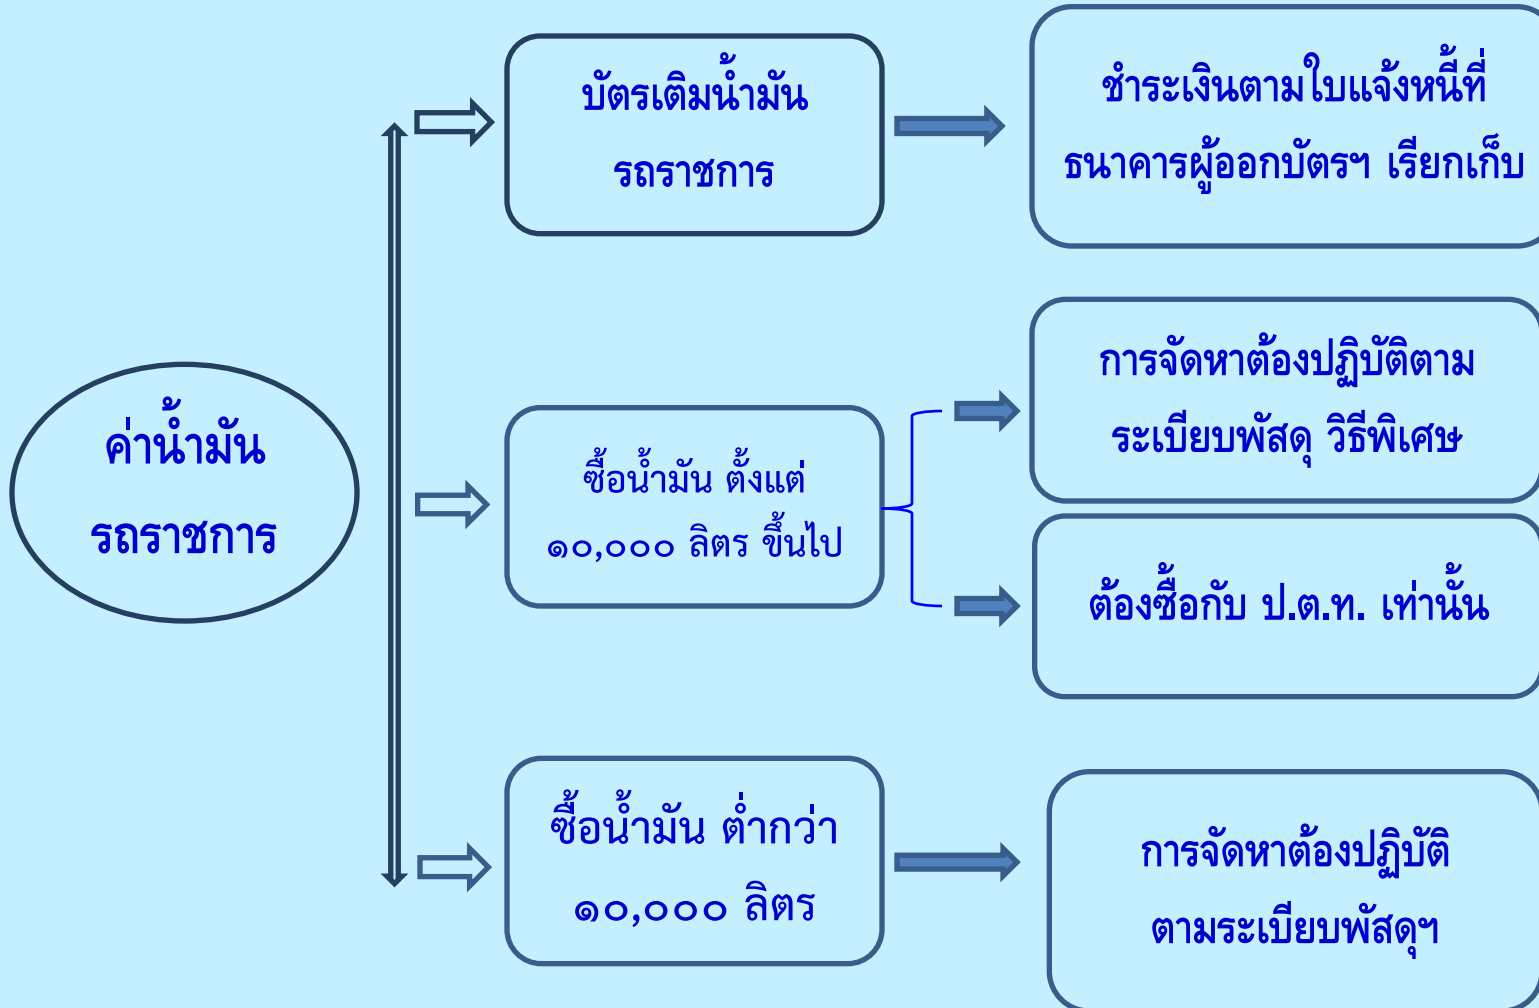 ค่าน้ำมัน
รถราชการ
บัตรเติมน้ำมัน
รถราชการ
ชำระเงินตามใบแจ้งหนี้ที่
ธนาคารผู้ออกบัตรฯ เรียกเก็บ
ซื้อน้ำมัน ตั้งแต่
๑๐,๐๐๐ ลิตร ขึ้นไป
การจัดหาต้องปฏิบัติตาม
ระเบียบพัสดุ วิธีพิเศษ
ต้องซื้อกับ ป.ต.ท. เท่านั้น
ซื้อน้ำมัน ต่ำกว่า
๑๐,๐๐๐ ลิตร
การจัดหาต้องปฏิบัติ
ตามระเบียบพัสดุฯ